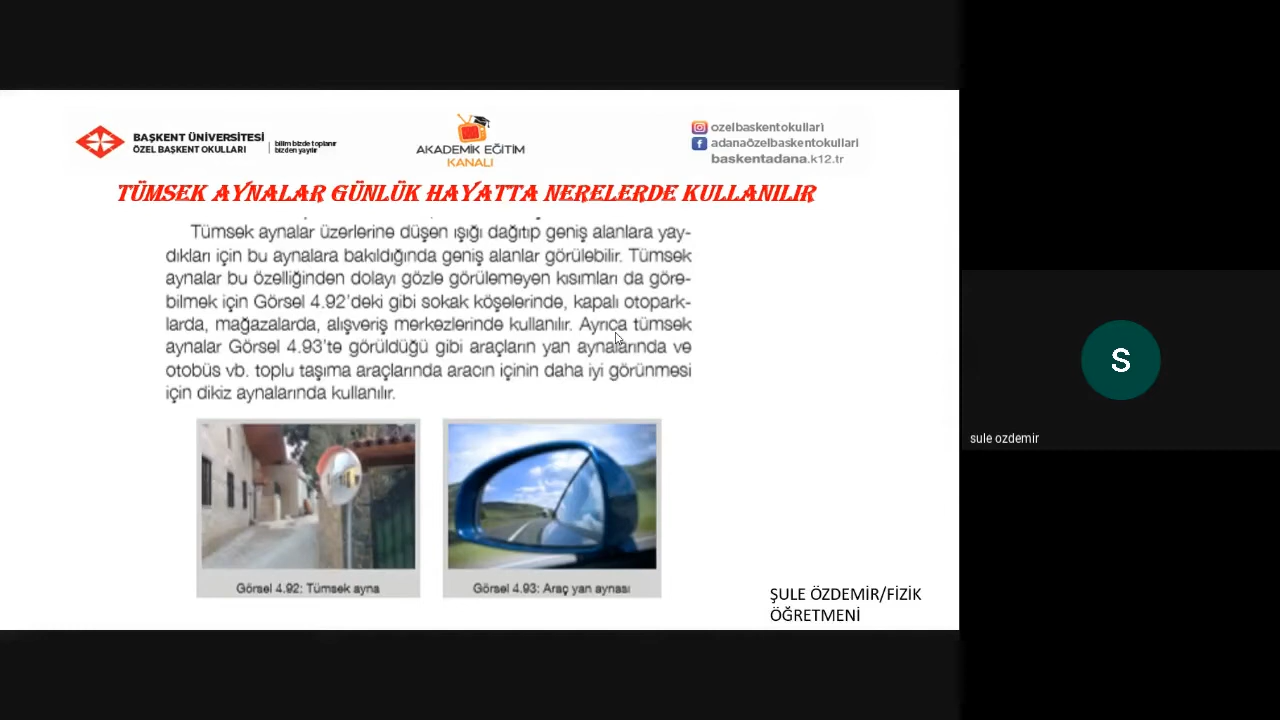 BAŞKENT ÜNİVERSİTESİ
ÖZEL BAŞKENT OKULLARI
bilim bizde toplanır
bizden yayılır
AKADEMİK EĞİTİM
KANALI
ozelbaskentokullari
adanaözelbaskentokullari
baskentadana.k12.tr
TÜMSEK AYNALAR GÜNLÜK HAYATTA NERELERDE KULLANILIR
Tümsek aynalar üzerlerine düşen ışığı dağıtıp geniş alanlara yay-
dıkları için bu aynalara bakıldığında geniş alanlar görülebilir. Tümsek
aynalar bu özelliğinden dolayı gözle görülemeyen kısımları da göre-
bilmek için Görsel 4.92'deki gibi sokak köşelerinde, kapalı otopark-
larda, mağazalarda, alışveriş merkezlerinde kullanılır. Ayrıca tümsek
aynalar Görsel 4.93'te görüldüğü gibi araçların yan aynalarında ve
otobüs vb. toplu taşıma araçlarında aracın içinin daha iyi görünmesi
için dikiz aynalarında kullanılır.
Görsel 4.92: Tümsek ayna
Görsel 4.93: Araç yan aynası
ŞULE ÖZDEMİR/FİZİK
ÖĞRETMENİ
S
sule ozdemir